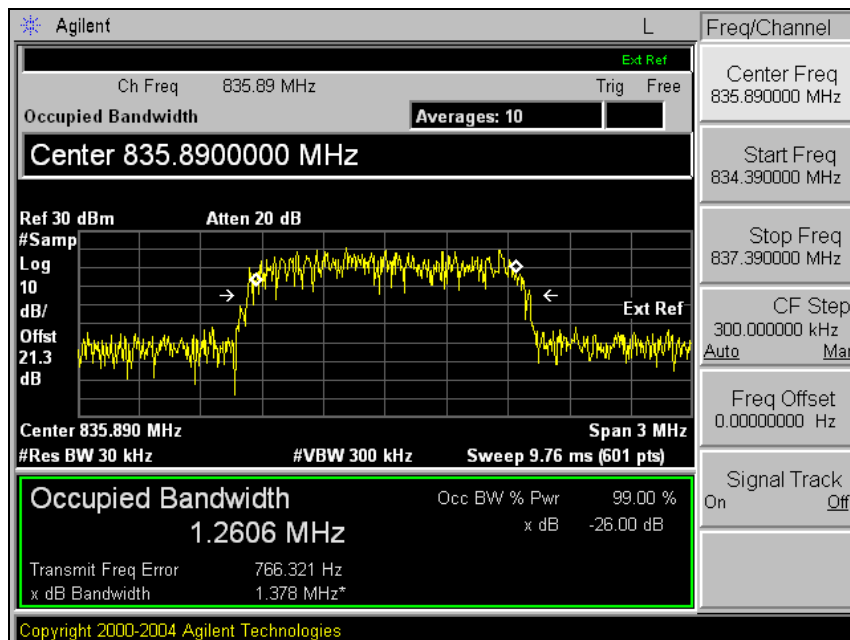 Agilent L Freq/Channel
Ext Ref
Ch Freq 835.89 MHz Trig Free
Occupied Bandwidth Averages: 10
Center 835.8900000 MHz
Ref 30 dBm Atten 20 dB
#Samp
Log
10
dB/
Offst
21.3
dB
Ext Ref
Center 835.890 MHz Span 3 MHz
#Res BW 30 kHz #VBW 300 kHz Sweep 9.76 ms (601 pts)
Occupied Bandwidth
1.2606 MHz
Occ BW % Pwr 99.00 %
x dB -26.00 dB
Transmit Freq Error 766.321 Hz
x dB Bandwidth 1.378 MHz*
Copyright 2000-2004 Agilent Technologies
Center Freq
835.890000 MHz
Start Freq
834.390000 MHz
Stop Freq
837.390000 MHz
CF Step
300.000000 kHz
Auto Man
Freq Offset
0.00000000 Hz
Signal Track
On Off